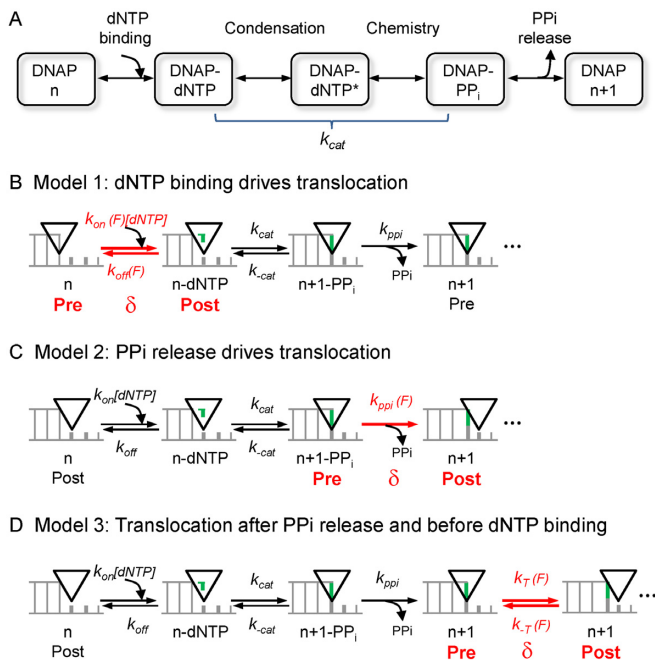 A
dNTP binding
Condensation
Chemistry
PPi release
DNAP n
DNAP-dNTP
DNAP-dNTP*
DNAP-PPi
DNAP n+1
kcat
B Model 1: dNTP binding drives translocation
kon (F)[dNTP]
kcat
kppi
koff(F)
k-cat
PPi
...
n
n-dNTP
n+1-PPi
n+1
Pre
δ
Post
Pre
C Model 2: PPi release drives translocation
kon[dNTP]
kcat
kppi (F)
koff
k-cat
PPi
...
n
n-dNTP
n+1-PPi
n+1
Post
Pre
δ
Post
D Model 3: Translocation after PPi release and before dNTP binding
kon[dNTP]
kcat
kppi
kT (F)
koff
k-cat
PPi
k-T (F)
...
n
n-dNTP
n+1-PPi
n+1
n+1
Post
Pre
δ
Post